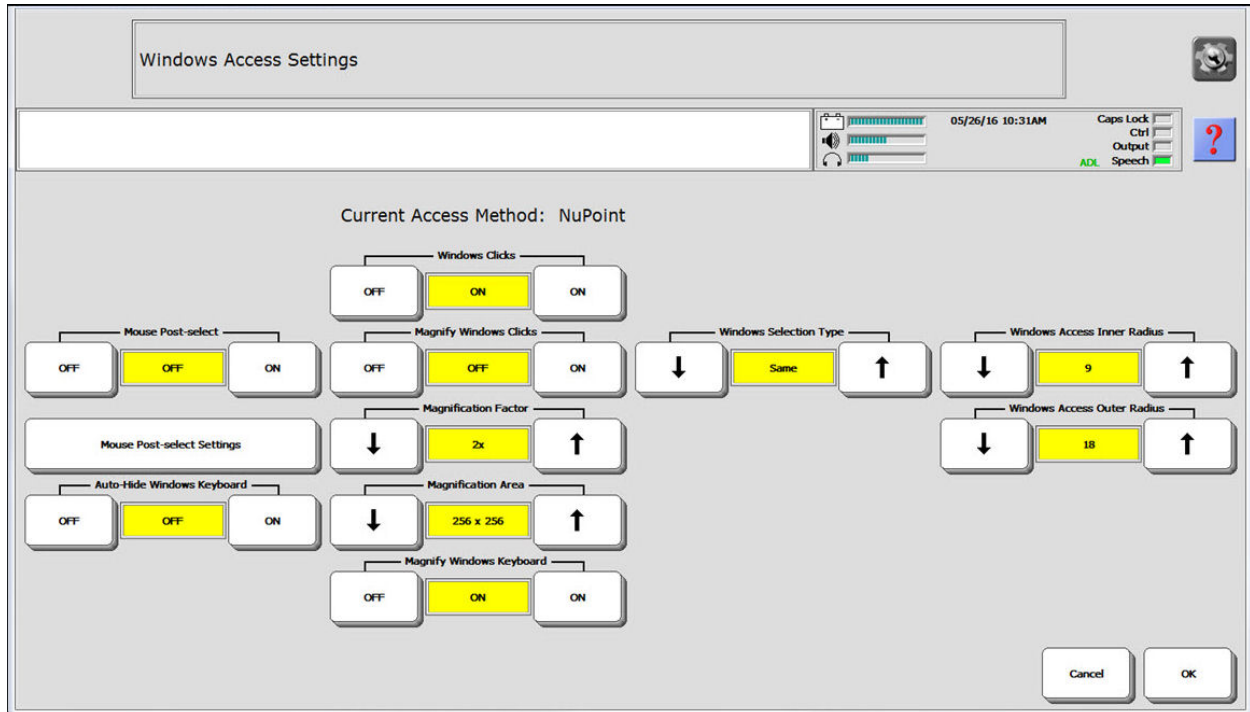 Windows Access Settings
05/26/16 10:31AM
Caps Lock
Ctrl
Output
ADL Speech
?
Current Access Method: NuPoint
Windows Clicks
OFF ON ON
Mouse Post-select Magnify Windows Clicks Windows Selection Type Windows Access Inner Radius
OFF OFF ON OFF OFF ON ↓ Same ↑ ↓ 9 ↑
Magnification Factor Windows Access Outer Radius
Mouse Post-select Settings ↓ 2x ↑ ↓ 18 ↑
Auto-Hide Windows Keyboard Magnification Area
OFF OFF ON ↓ 256 x 256 ↑
Magnify Windows Keyboard
OFF ON ON
Cancel OK